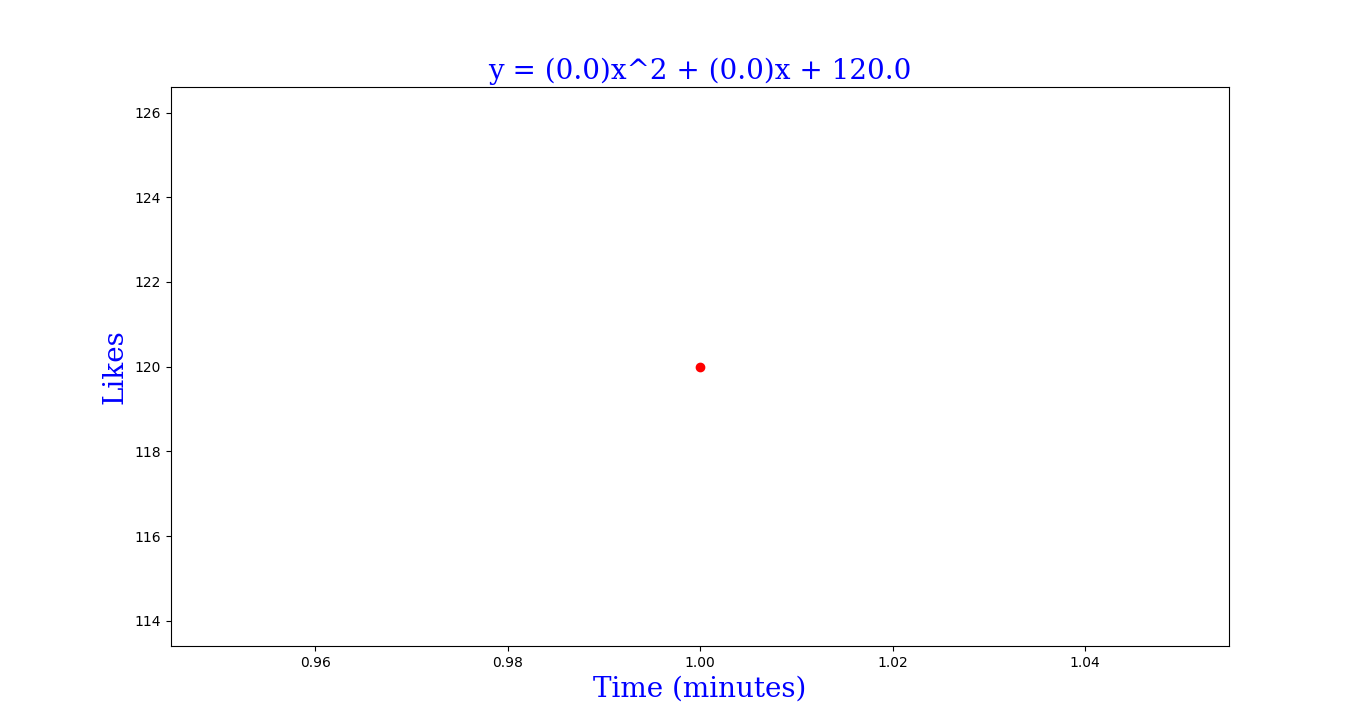 y = (0.0)x^2 + (0.0)x + 120.0
126
124
122
120
118
116
114
Likes
0.96 0.98 1.00 1.02 1.04
Time (minutes)